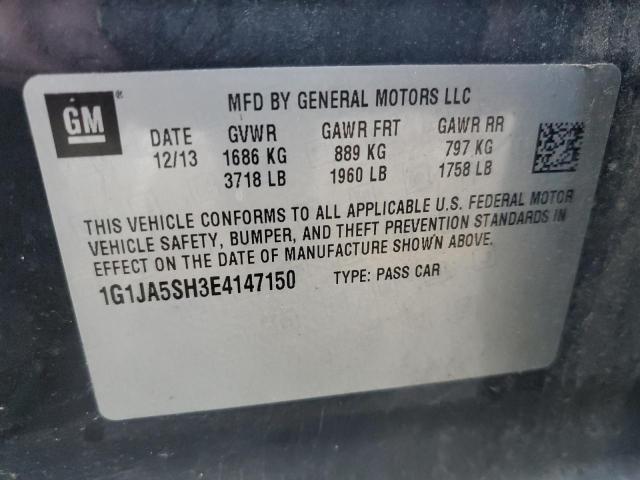 GM®
MFD BY GENERAL MOTORS LLC
DATE GVWR GAWR FRT GAWR RR
12/13 1686 KG 889 KG 797 KG
3718 LB 1960 LB 1758 LB
THIS VEHICLE CONFORMS TO ALL APPLICABLE U.S. FEDERAL MOTOR
VEHICLE SAFETY, BUMPER, AND THEFT PREVENTION STANDARDS IN
EFFECT ON THE DATE OF MANUFACTURE SHOWN ABOVE.
1G1JA5SH3E4147150 TYPE: PASS CAR